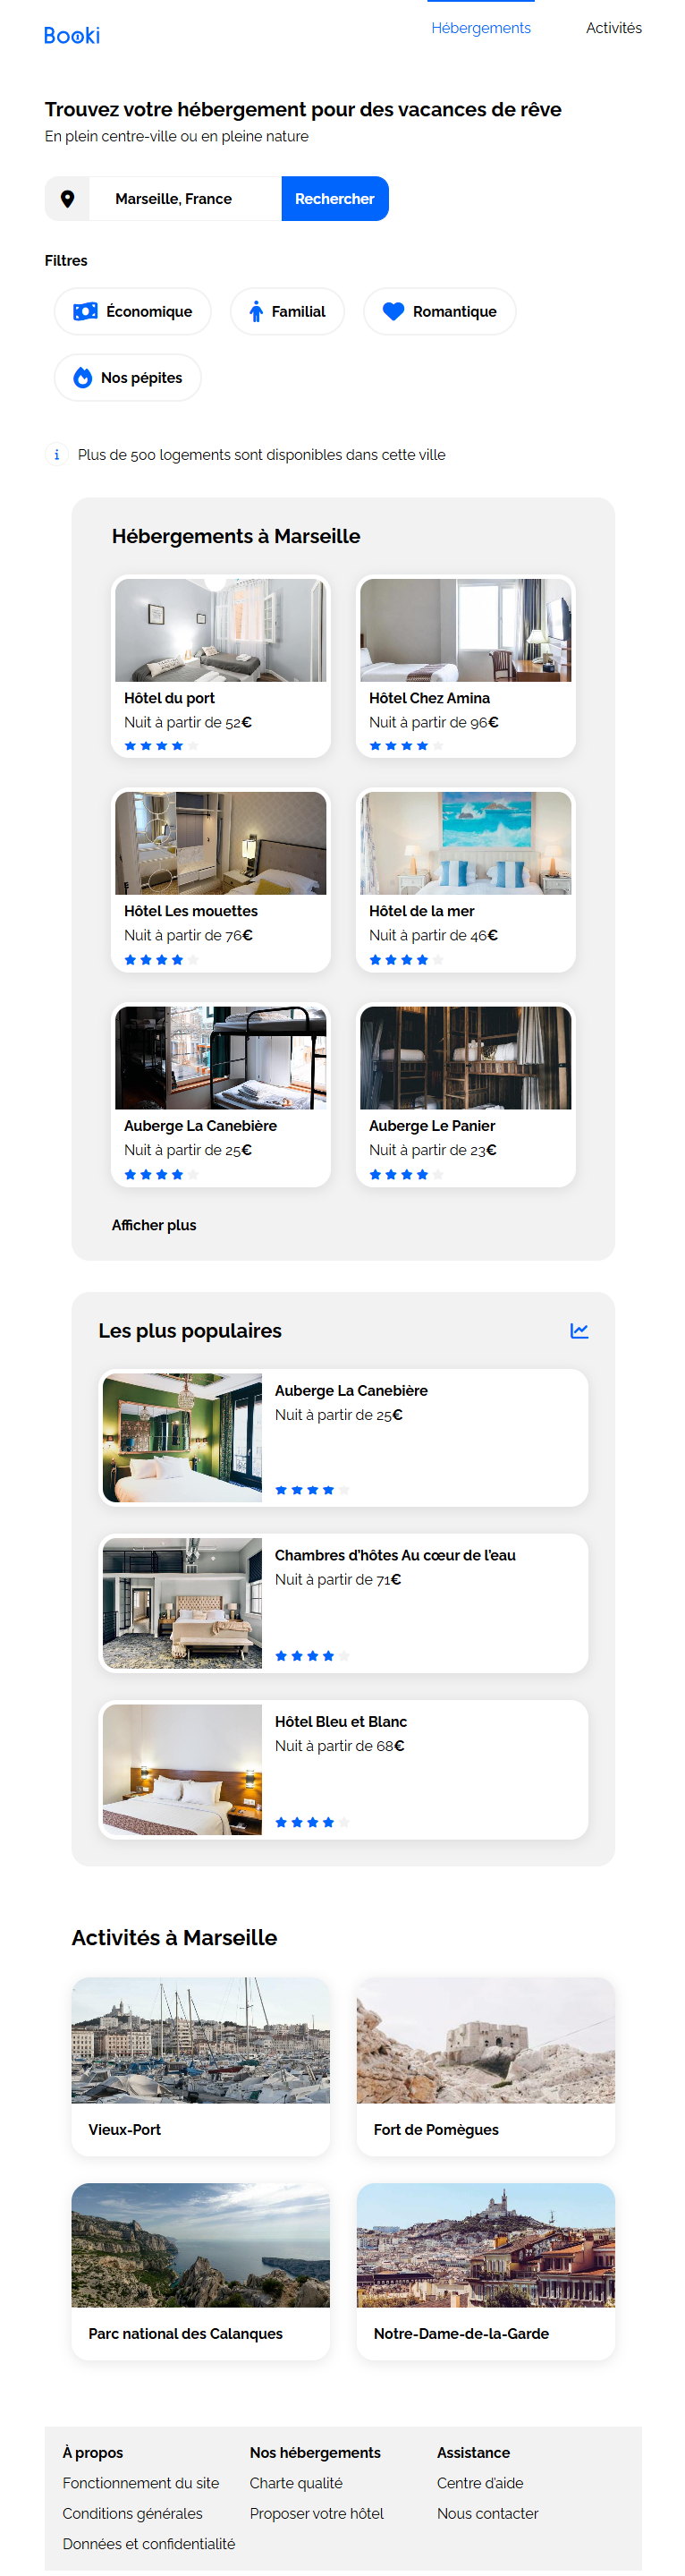 Booki
Hébergements
Activités
Trouvez votre hébergement pour des vacances de rêve
En plein centre-ville ou en pleine nature
Marseille, France
Rechercher
Filtres
Économique
Familial
Romantique
Nos pépites
Plus de 500 logements sont disponibles dans cette ville
Hébergements à Marseille
Hôtel du port
Nuit à partir de 52€
Hôtel Chez Amina
Nuit à partir de 96€
Hôtel Les mouettes
Nuit à partir de 76€
Hôtel de la mer
Nuit à partir de 46€
Auberge La Canebière
Nuit à partir de 25€
Auberge Le Panier
Nuit à partir de 23€
Afficher plus
Les plus populaires
Auberge La Canebière
Nuit à partir de 25€
Chambres d'hôtes Au cœur de l'eau
Nuit à partir de 71€
Hôtel Bleu et Blanc
Nuit à partir de 68€
Activités à Marseille
Vieux-Port
Fort de Pomègues
Parc national des Calanques
Notre-Dame-de-la-Garde
À propos
Fonctionnement du site
Conditions générales
Données et confidentialité
Nos hébergements
Charte qualité
Proposer votre hôtel
Assistance
Centre d'aide
Nous contacter